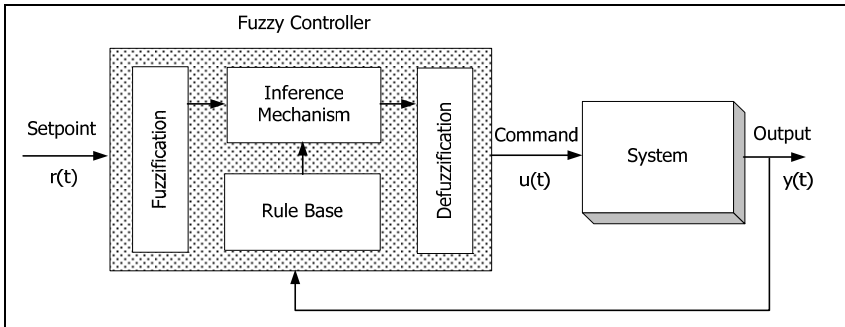 Fuzzy Controller
Setpoint
r(t)
Fuzzification
Inference
Mechanism
Rule Base
Defuzzification
Command
u(t)
System
Output
y(t)